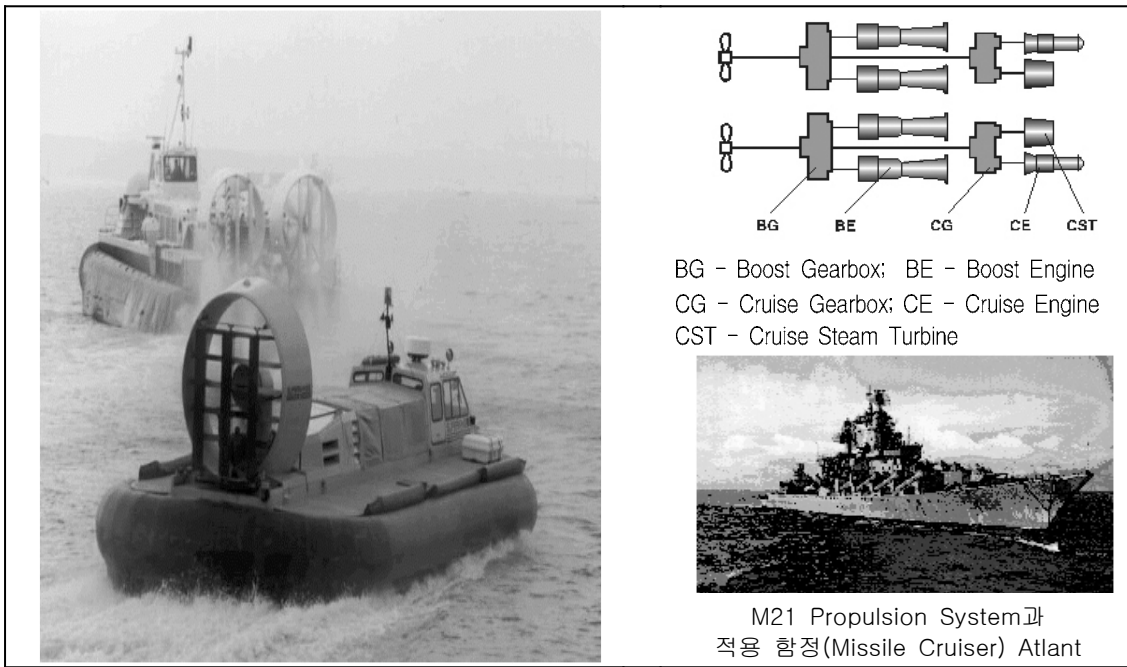 BG BE CG CE CST
BG - Boost Gearbox; BE - Boost Engine
CG - Cruise Gearbox; CE - Cruise Engine
CST - Cruise Steam Turbine
M21 Propulsion System과
적용 함정(Missile Cruiser) Atlant